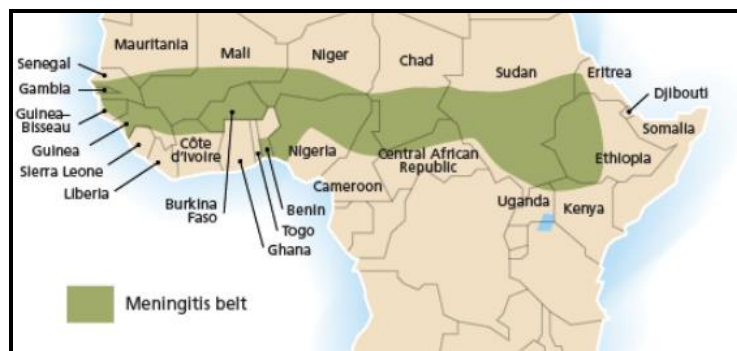 Mauritania
Mali
Niger
Chad
Sudan
Eritrea
Djibouti
Somalia
Ethiopia
Senegal
Gambia
Guinea–
Bisseau
Guinea
Sierra Leone
Liberia
Côte
d'Ivoire
Burkina
Faso
Ghana
Togo
Benin
Nigeria
Cameroon
Central African
Republic
Uganda
Kenya
Meningitis belt